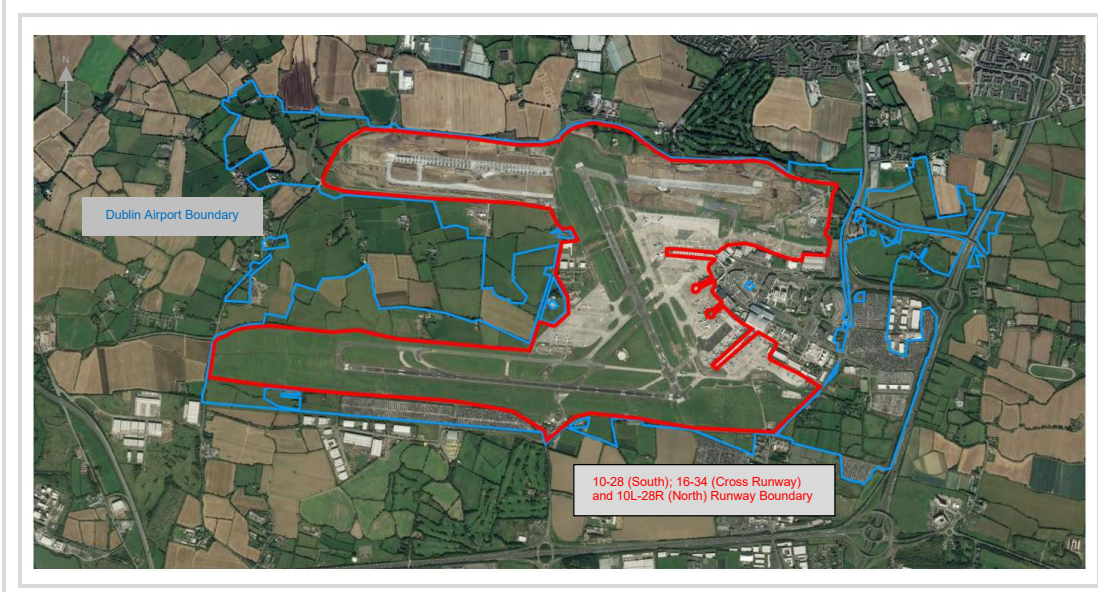 N
Dublin Airport Boundary
10-28 (South); 16-34 (Cross Runway)
and 10L-28R (North) Runway Boundary